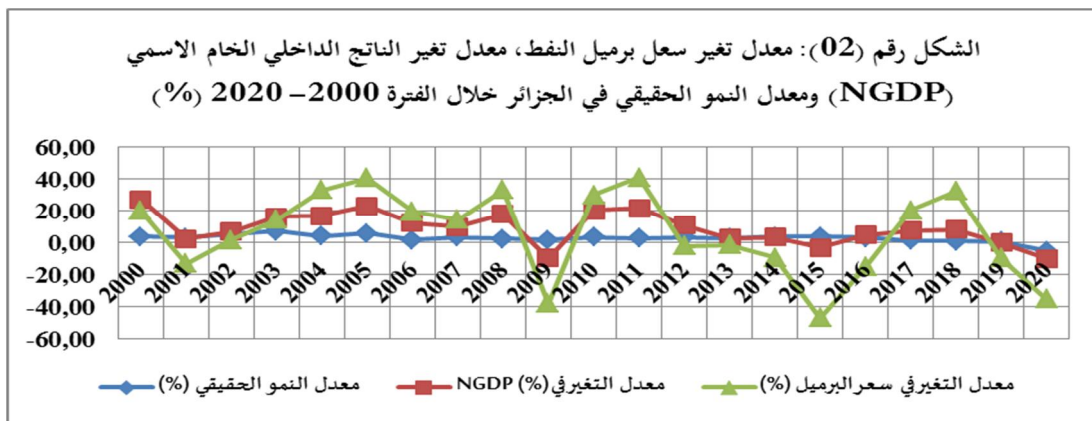 الشكل رقم (02): معدل تغير سعل برميل النفط، معدل تغير الناتج الداخلي الخام الاسمي
(NGDP) ومعدل النمو الحقيقي في الجزائر خلال الفترة 2000– 2020 (%)
60,00
40,00
20,00
0,00
-20,00
-40,00
-60,00
2000 2001 2002 2003 2004 2005 2006 2007 2008 2009 2010 2011 2012 2013 2014 2015 2016 2017 2018 2019 2020
معدل التغيرفي سعرالبرميل (%) معدل التغيرفي NGDP (%) معدل النمو الحقيقي (%)